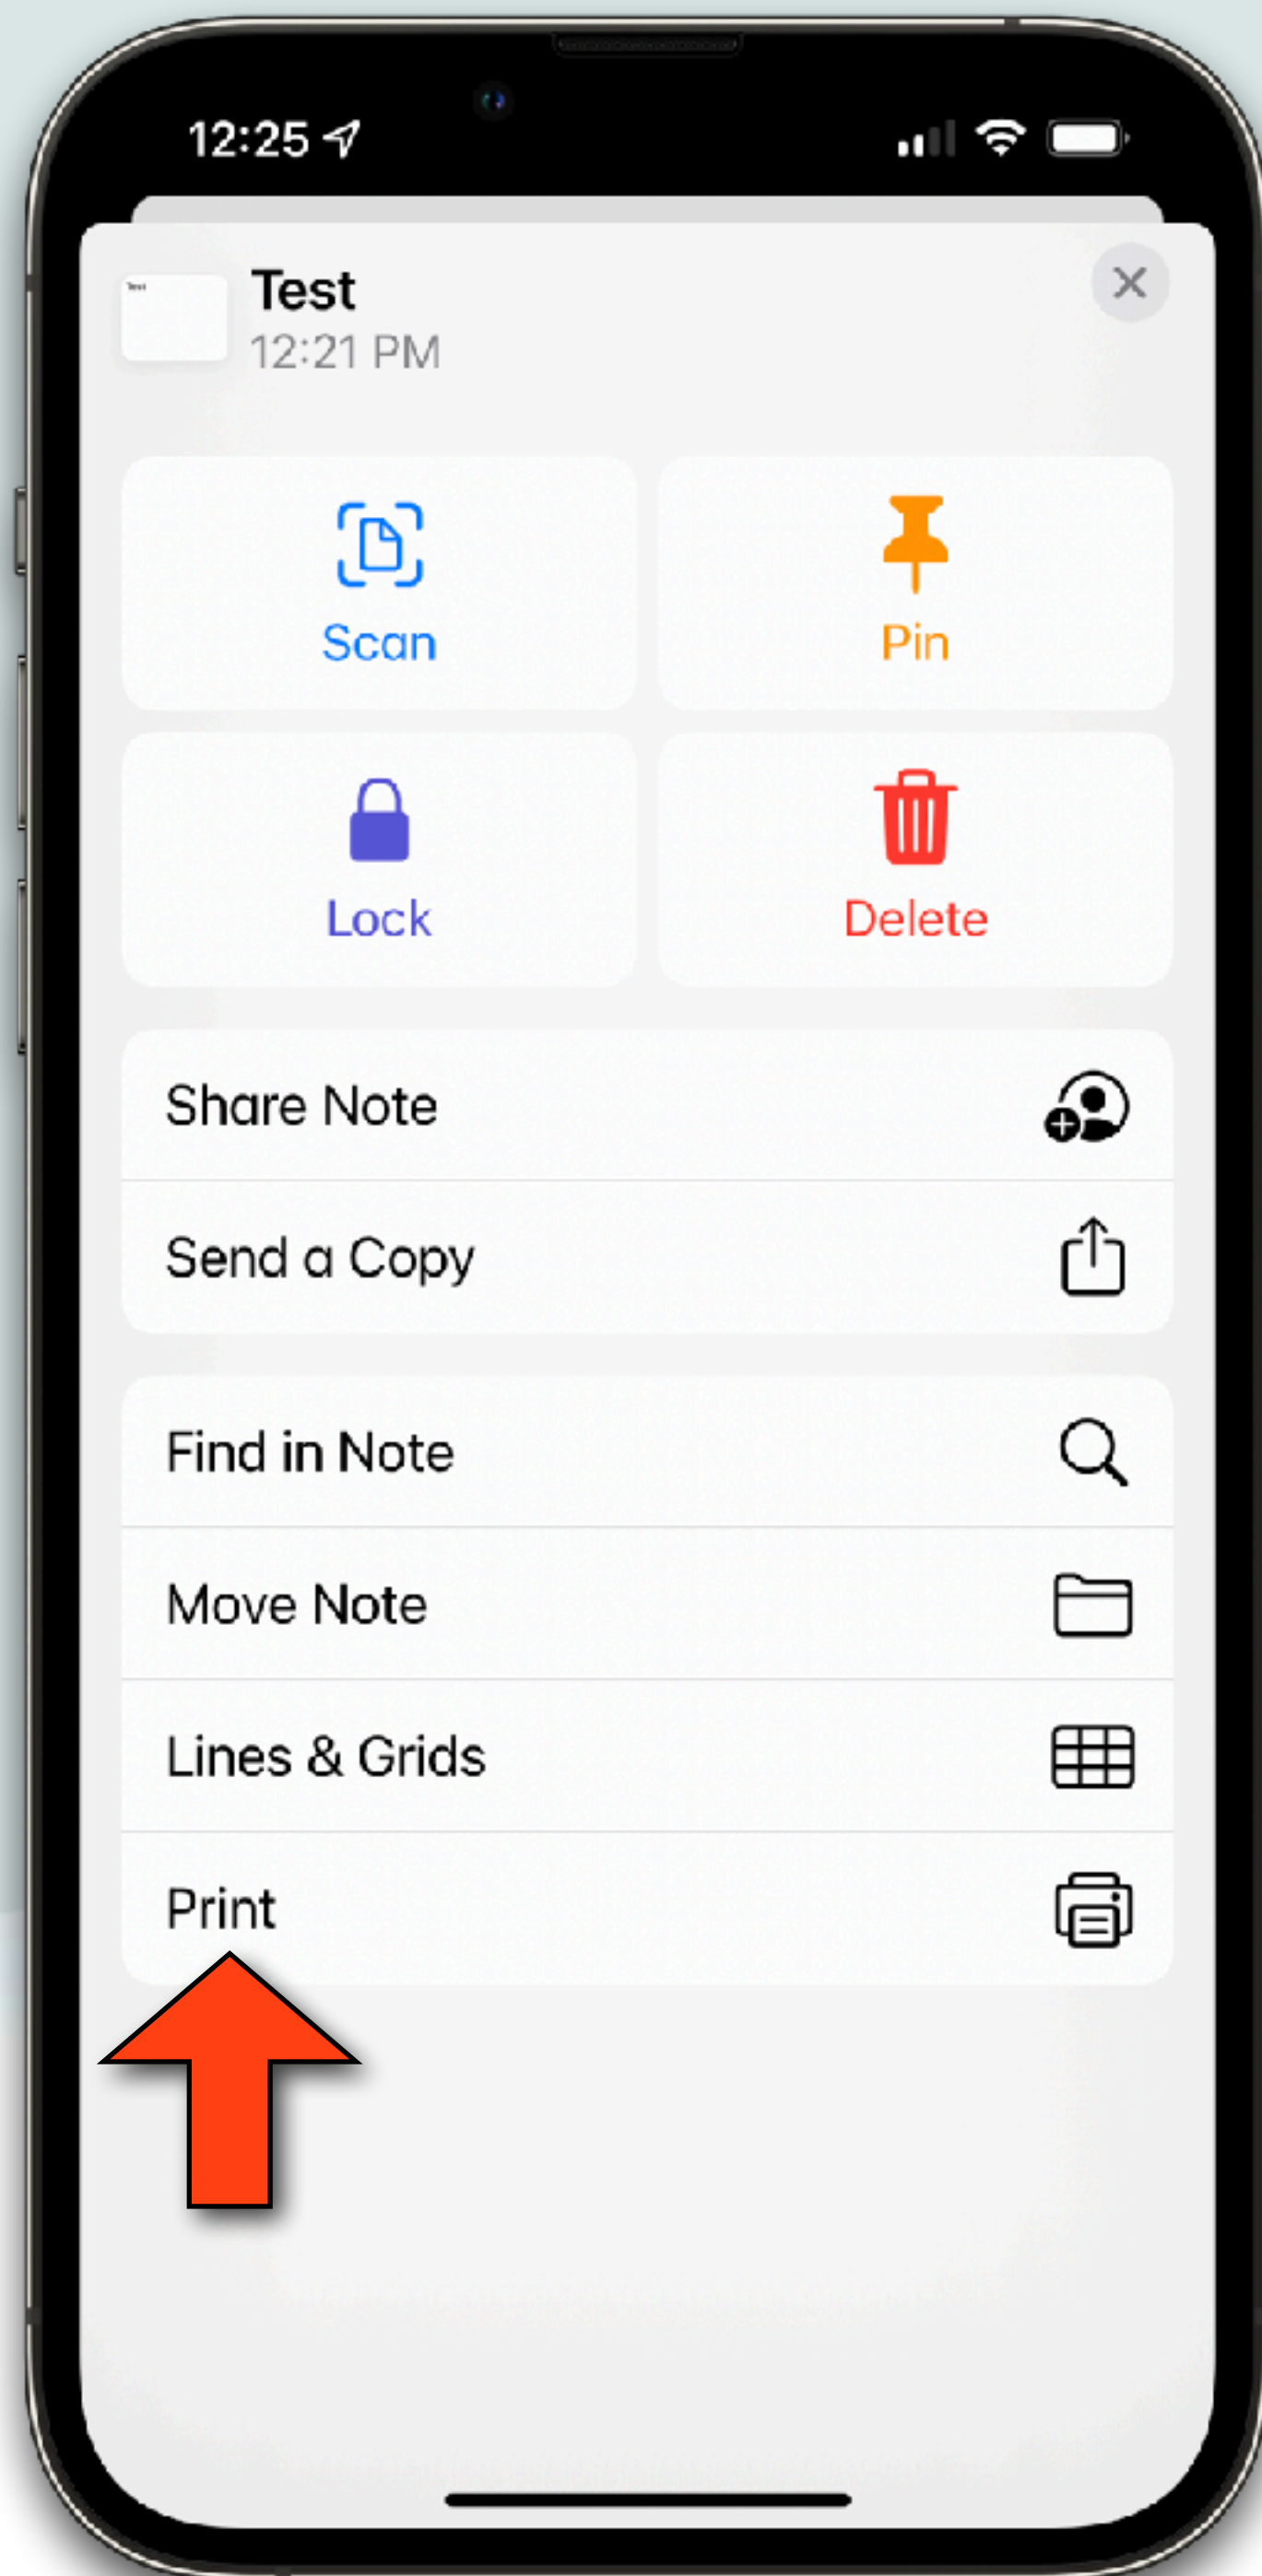 12:25
Test
Test
12:21 PM
Scan
Pin
Lock
Delete
Share Note
Send a Copy
Find in Note
Move Note
Lines & Grids
Print